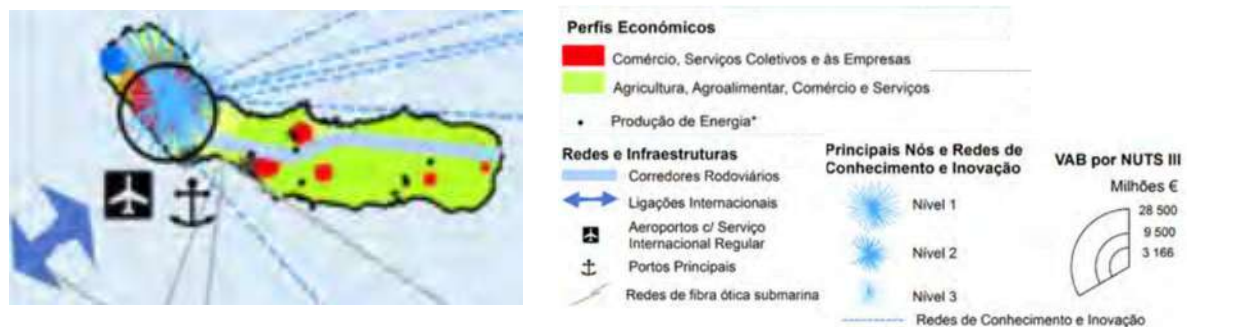 Perfis Económicos
Comércio, Serviços Coletivos e às Empresas
Agricultura, Agroalimentar, Comércio e Serviços
Produção de Energia*
Redes e Infraestruturas
Corredores Rodoviários
Ligações Internacionais
Aeroportos c/ Serviço
Internacional Regular
Portos Principais
Redes de fibra ótica submarina
Principais Nós e Redes de
Conhecimento e Inovação
Nível 1
Nível 2
Nível 3
Redes de Conhecimento e Inovação
VAB por NUTS III
Milhões €
28 500
9 500
3 166